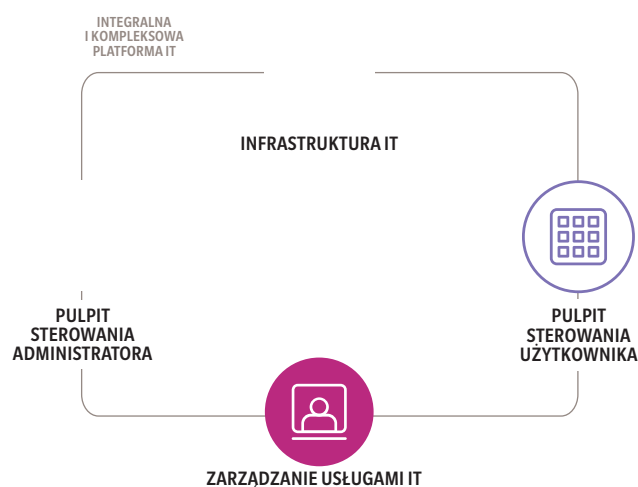 INTEGRALNA
I KOMPLEKSOWA
PLATFORMA IT
INFRASTRUKTURA IT
PULPIT
STEROWANIA
ADMINISTRATORA
PULPIT
STEROWANIA
UŻYTKOWNIKA
ZARZĄDZANIE USŁUGAMI IT